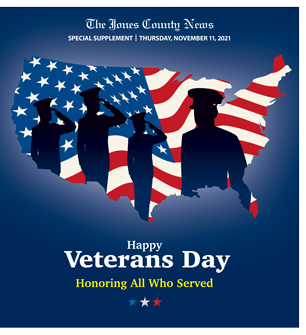 The Jones County News
SPECIAL SUPPLEMENT | THURSDAY, NOVEMBER 11, 2021
Happy
Veterans Day
Honoring All Who Served